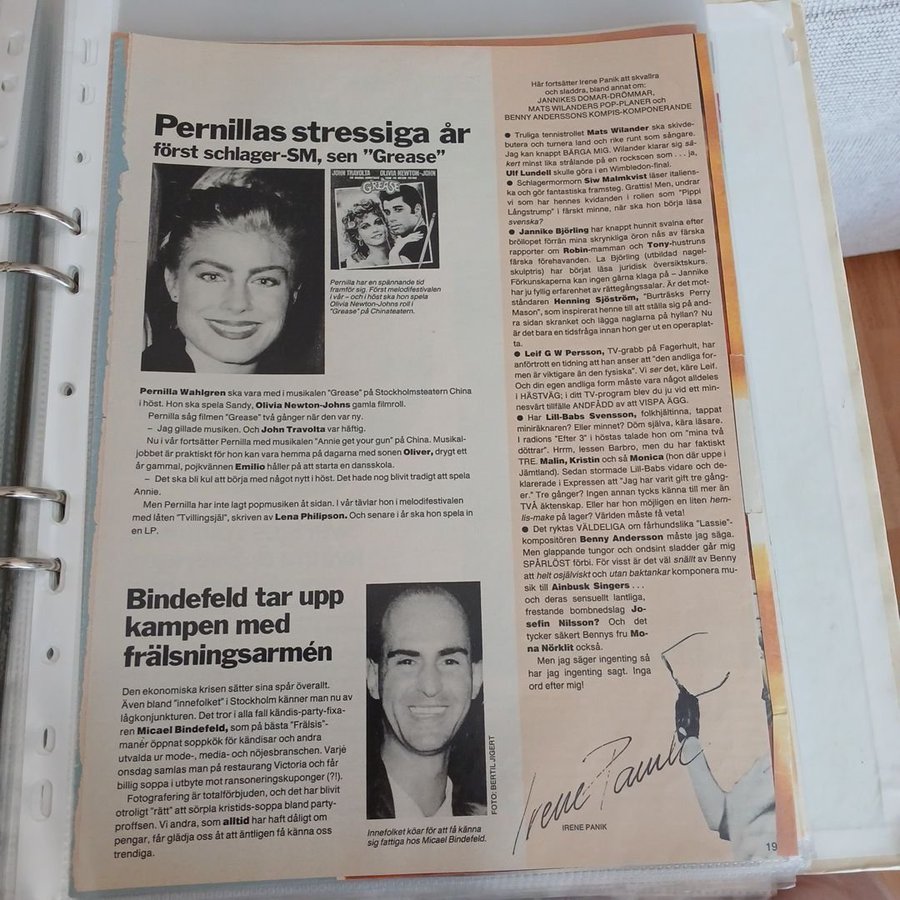 Pernillas stressiga år
först schlager-SM, sen "Grease"
JOHN TRAVOLTA OLIVIA NEWTON-JOHN
GREASE
Pernilla har en spännande tid
framför sig. Först melodifestivalen
i vår – och i höst ska hon spela
Olivia Newton-Johns roll i
"Grease" på Chinateatern.
Pernilla Wahlgren ska vara med i musikalen "Grease" på Stockholmsteatern China
i höst. Hon ska spela Sandy, Olivia Newton-Johns gamla filmroll.
Pernilla såg filmen "Grease" två gånger när den var ny.
– Jag gillade musiken. Och John Travolta var häftig.
Nu i vår fortsätter Pernilla med musikalen "Annie get your gun" på China. Musikal-
jobbet är praktiskt för hon kan vara hemma på dagarna med sonen Oliver, drygt ett
år gammal, pojkvännen Emilio håller på att starta en dansskola.
– Det ska bli kul att börja med något nytt i höst. Det hade nog blivit tradigt att spela
Annie.
Men Pernilla har inte lagt popmusiken åt sidan. I vår tävlar hon i melodifestivalen
med låten "Tvillingsjäl", skriven av Lena Philipson. Och senare i år ska hon spela in
en LP.
Bindefeld tar upp
kampen med
frälsningsarmén
Den ekonomiska krisen sätter sina spår överallt.
Även bland "innefolket" i Stockholm känner man nu av
lågkonjunkturen. Det tror i alla fall kändis-party-fixa-
ren Micael Bindefeld, som på bästa "Frälsis"-
manér öppnat soppkök för kändisar och andra
utvalda ur mode-, media- och nöjesbranschen. Varje
onsdag samlas man på restaurang Victoria och får
billig soppa i utbyte mot ransoneringskuponger (?!).
Fotografering är totalförbjuden, och det har blivit
otroligt "rätt" att sörpla kristids-soppa bland party-
proffsen. Vi andra, som alltid har haft dåligt om
pengar, får glädja oss åt att äntligen få känna oss
trendiga.
FOTO: BERTIL JIGERT
Innefolket köar för att få känna
sig fattiga hos Micael Bindefeld.
Här fortsätter Irene Panik att skvallra
och sladdra, bland annat om:
JANNIKES DOMAR-DRÖMMAR,
MATS WILANDERS POP-PLANER och
BENNY ANDERSSONS KOMPIS-KOMPONERANDE
● Truliga tennistrollet Mats Wilander ska skivde-
butera och turnera land och rike runt som sångare.
Jag kan knappt BÄRGA MIG. Wilander klarar sig sä-
kert minst lika strålande på en rockscen som . . . ja,
Ulf Lundell skulle göra i en Wimbledon-final.
● Schlagermormorn Siw Malmkvist läser italiens-
ka och gör fantastiska framsteg. Grattis! Men, undrar
vi som har hennes kvidanden i rollen som "Pippi
Långstrump" i färskt minne, när ska hon börja läsa
svenska?
● Jannike Björling har knappt hunnit svalna efter
bröllopet förrän mina skrynkliga öron nås av färska
rapporter om Robin-mamman och Tony-hustruns
färska förehavanden. La Björling (utbildad nagel-
skulptris) har börjat läsa juridisk översiktskurs.
Förkunskaperna kan ingen gärna klaga på – Jannike
har ju fyllig erfarenhet av rättegångssalar. Är det mot-
ståndaren Henning Sjöström, "Burträsks Perry
Mason", som inspirerat henne till att ställa sig på and-
ra sidan skranket och lägga naglarna på hyllan? Nu
är det bara en tidsfråga innan hon ger ut en operaplat-
ta.
● Leif G W Persson, TV-grabb på Fagerhult, har
anförtrott en tidning att han anser att "den andliga for-
men är viktigare än den fysiska". Vi ser det, käre Leif.
Och din egen andliga form måste vara något alldeles
i HÄSTVÄG; i ditt TV-program blev du ju vid ett min-
nesvärt tillfälle ANDFÅDD av att VISPA ÄGG.
● Har Lill-Babs Svensson, folkhjältinna, tappat
miniräknaren? Eller minnet? Döm själva, kära läsare.
I radions "Efter 3" i höstas talade hon om "mina två
döttrar". Hrrm, lessen Barbro, men du har faktiskt
TRE. Malin, Kristin och så Monica (hon där uppe i
Jämtland). Sedan stormade Lill-Babs vidare och de-
klarerade i Expressen att "Jag har varit gift tre gång-
er." Tre gånger? Ingen annan tycks känna till mer än
TVÅ äktenskap. Eller har hon möjligen en liten hem-
lis-make på lager? Världen måste få veta!
● Det ryktas VÄLDELIGA om fårhundslika "Lassie"-
kompositören Benny Andersson måste jag säga.
Men glappande tungor och ondsint sladder går mig
SPÅRLÖST förbi. För visst är det väl snällt av Benny
att helt osjälviskt och utan baktankar komponera mu-
sik till Ainbusk Singers . . .
och deras sensuellt lantliga,
frestande bombnedslag Jo-
sefin Nilsson? Och det
tycker säkert Bennys fru Mo-
na Nörklit också.
Men jag säger ingenting så
har jag ingenting sagt. Inga
ord efter mig!
Irene Panik
IRENE PANIK
19